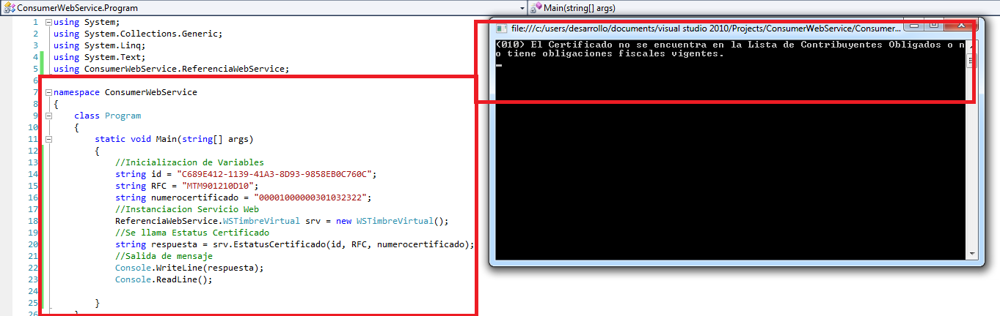 ConsumerWebService.Program
Main(string[] args)
1 using System;
2 using System.Collections.Generic;
3 using System.Linq;
4 using System.Text;
5 using ConsumerWebService.ReferenciaWebService;
6
7 namespace ConsumerWebService
8 {
9 class Program
10 {
11 static void Main(string[] args)
12 {
13 //Inicializacion de Variables
14 string id = "C689E412-1139-41A3-8D93-9858EB0C760C";
15 string RFC = "MTM901210D10";
16 string numerocertificado = "00001000000301032322";
17 //Instanciacion Servicio Web
18 ReferenciaWebService.WSTimbreVirtual srv = new WSTimbreVirtual();
19 //Se llama Estatus Certificado
20 string respuesta = srv.EstatusCertificado(id, RFC, numerocertificado);
21 //Salida de mensaje
22 Console.WriteLine(respuesta);
23 Console.ReadLine();
24
25 }
26 }
file:///c:/users/desarrollo/documents/visual studio 2010/Projects/ConsumerWebService/Consumer...
(010) El Certificado no se encuentra en la Lista de Contribuyentes Obligados o n
o tiene obligaciones fiscales vigentes.